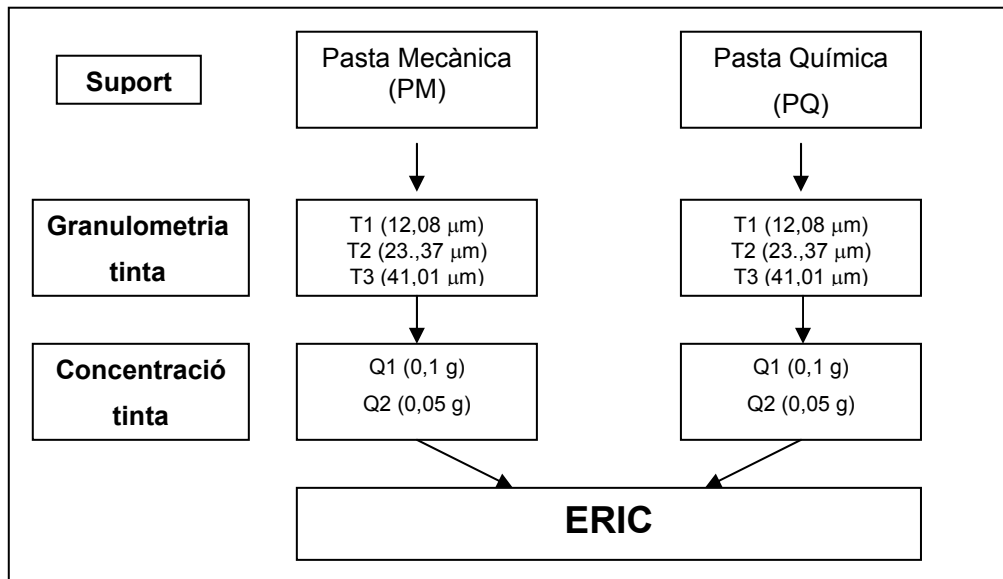 Suport
Pasta Mecànica
(PM)
Pasta Química
(PQ)
Granulometria
tinta
T1 (12,08 μm)
T2 (23.,37 μm)
T3 (41,01 μm)
T1 (12,08 μm)
T2 (23.,37 μm)
T3 (41,01 μm)
Concentració
tinta
Q1 (0,1 g)
Q2 (0,05 g)
Q1 (0,1 g)
Q2 (0,05 g)
ERIC